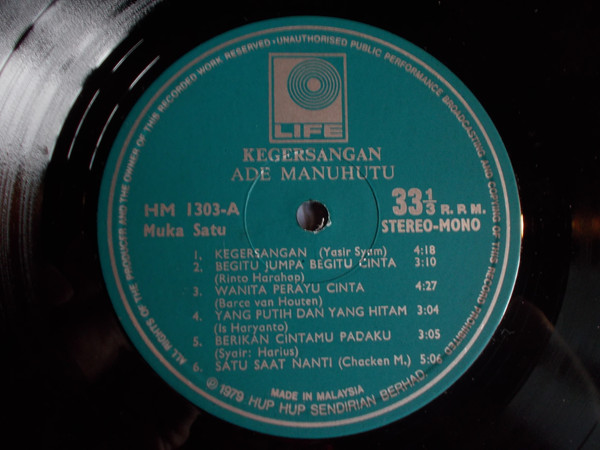 ALL RIGHTS OF THE PRODUCER AND THE OWNER OF THIS RECORDED WORK RESERVED • UNAUTHORISED PUBLIC PERFORMANCE BROADCASTING AND COPYING OF THIS RECORD PROHIBITED
LIFE
KEGERSANGAN
ADE MANUHUTU
HM 1303-A
Muka Satu
33 1/3 R.P.M.
STEREO-MONO
1. KEGERSANGAN (Yasir Syam) 4:18
2. BEGITU JUMPA BEGITU CINTA 3:10
(Rinto Harahap)
3. WANITA PERAYU CINTA 4:27
(Barce van Houten)
4. YANG PUTIH DAN YANG HITAM 3:04
(Is Haryanto)
5. BERIKAN CINTAMU PADAKU 3:05
(Syair: Harius)
6. SATU SAAT NANTI (Chacken M.) 5:06
MADE IN MALAYSIA
℗ 1979 HUP HUP SENDIRIAN BERHAD.